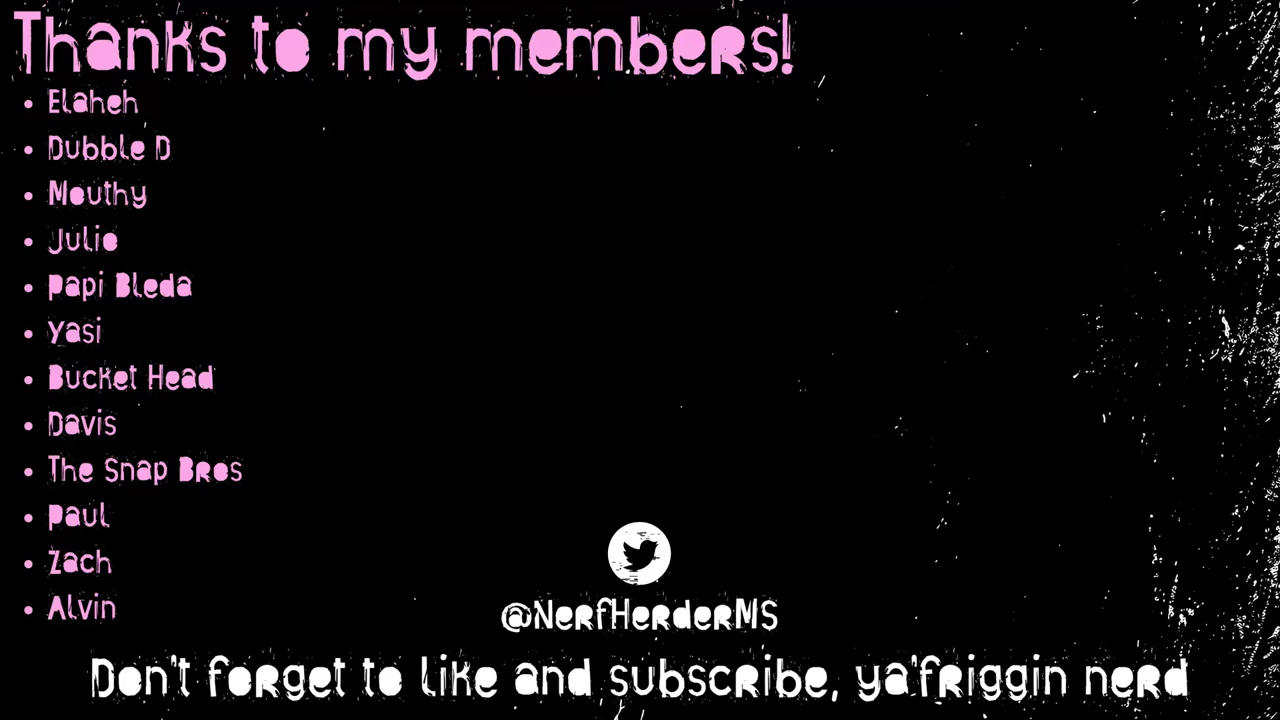 Thanks to my members!
• Elaheh
• Dubble D
• Mouthy
• Julio
• Papi Bleda
• Yasi
• Bucket Head
• Davis
• The Snap Bros
• Paul
• Zach
• Alvin
@NerfHerderMS
Don't forget to like and subscribe, ya'friggin nerd